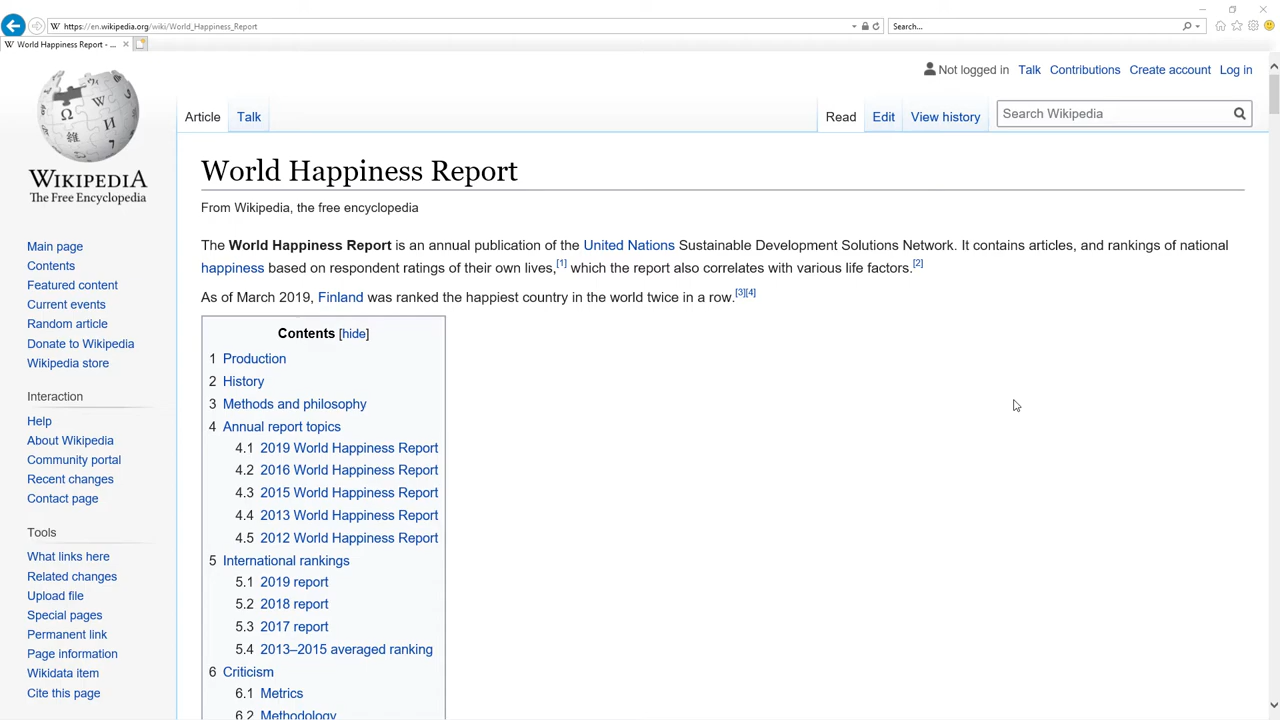 https://en.wikipedia.org/wiki/World_Happiness_Report
Search...
World Happiness Report - ...
Not logged in Talk Contributions Create account Log in
Article Talk Read Edit View history Search Wikipedia
WIKIPEDIA
The Free Encyclopedia
Main page
Contents
Featured content
Current events
Random article
Donate to Wikipedia
Wikipedia store
Interaction
Help
About Wikipedia
Community portal
Recent changes
Contact page
Tools
What links here
Related changes
Upload file
Special pages
Permanent link
Page information
Wikidata item
Cite this page
World Happiness Report
From Wikipedia, the free encyclopedia
The World Happiness Report is an annual publication of the United Nations Sustainable Development Solutions Network. It contains articles, and rankings of national
happiness based on respondent ratings of their own lives,[1] which the report also correlates with various life factors.[2]
As of March 2019, Finland was ranked the happiest country in the world twice in a row.[3][4]
Contents [hide]
1 Production
2 History
3 Methods and philosophy
4 Annual report topics
4.1 2019 World Happiness Report
4.2 2016 World Happiness Report
4.3 2015 World Happiness Report
4.4 2013 World Happiness Report
4.5 2012 World Happiness Report
5 International rankings
5.1 2019 report
5.2 2018 report
5.3 2017 report
5.4 2013–2015 averaged ranking
6 Criticism
6.1 Metrics
6.2 Methodology